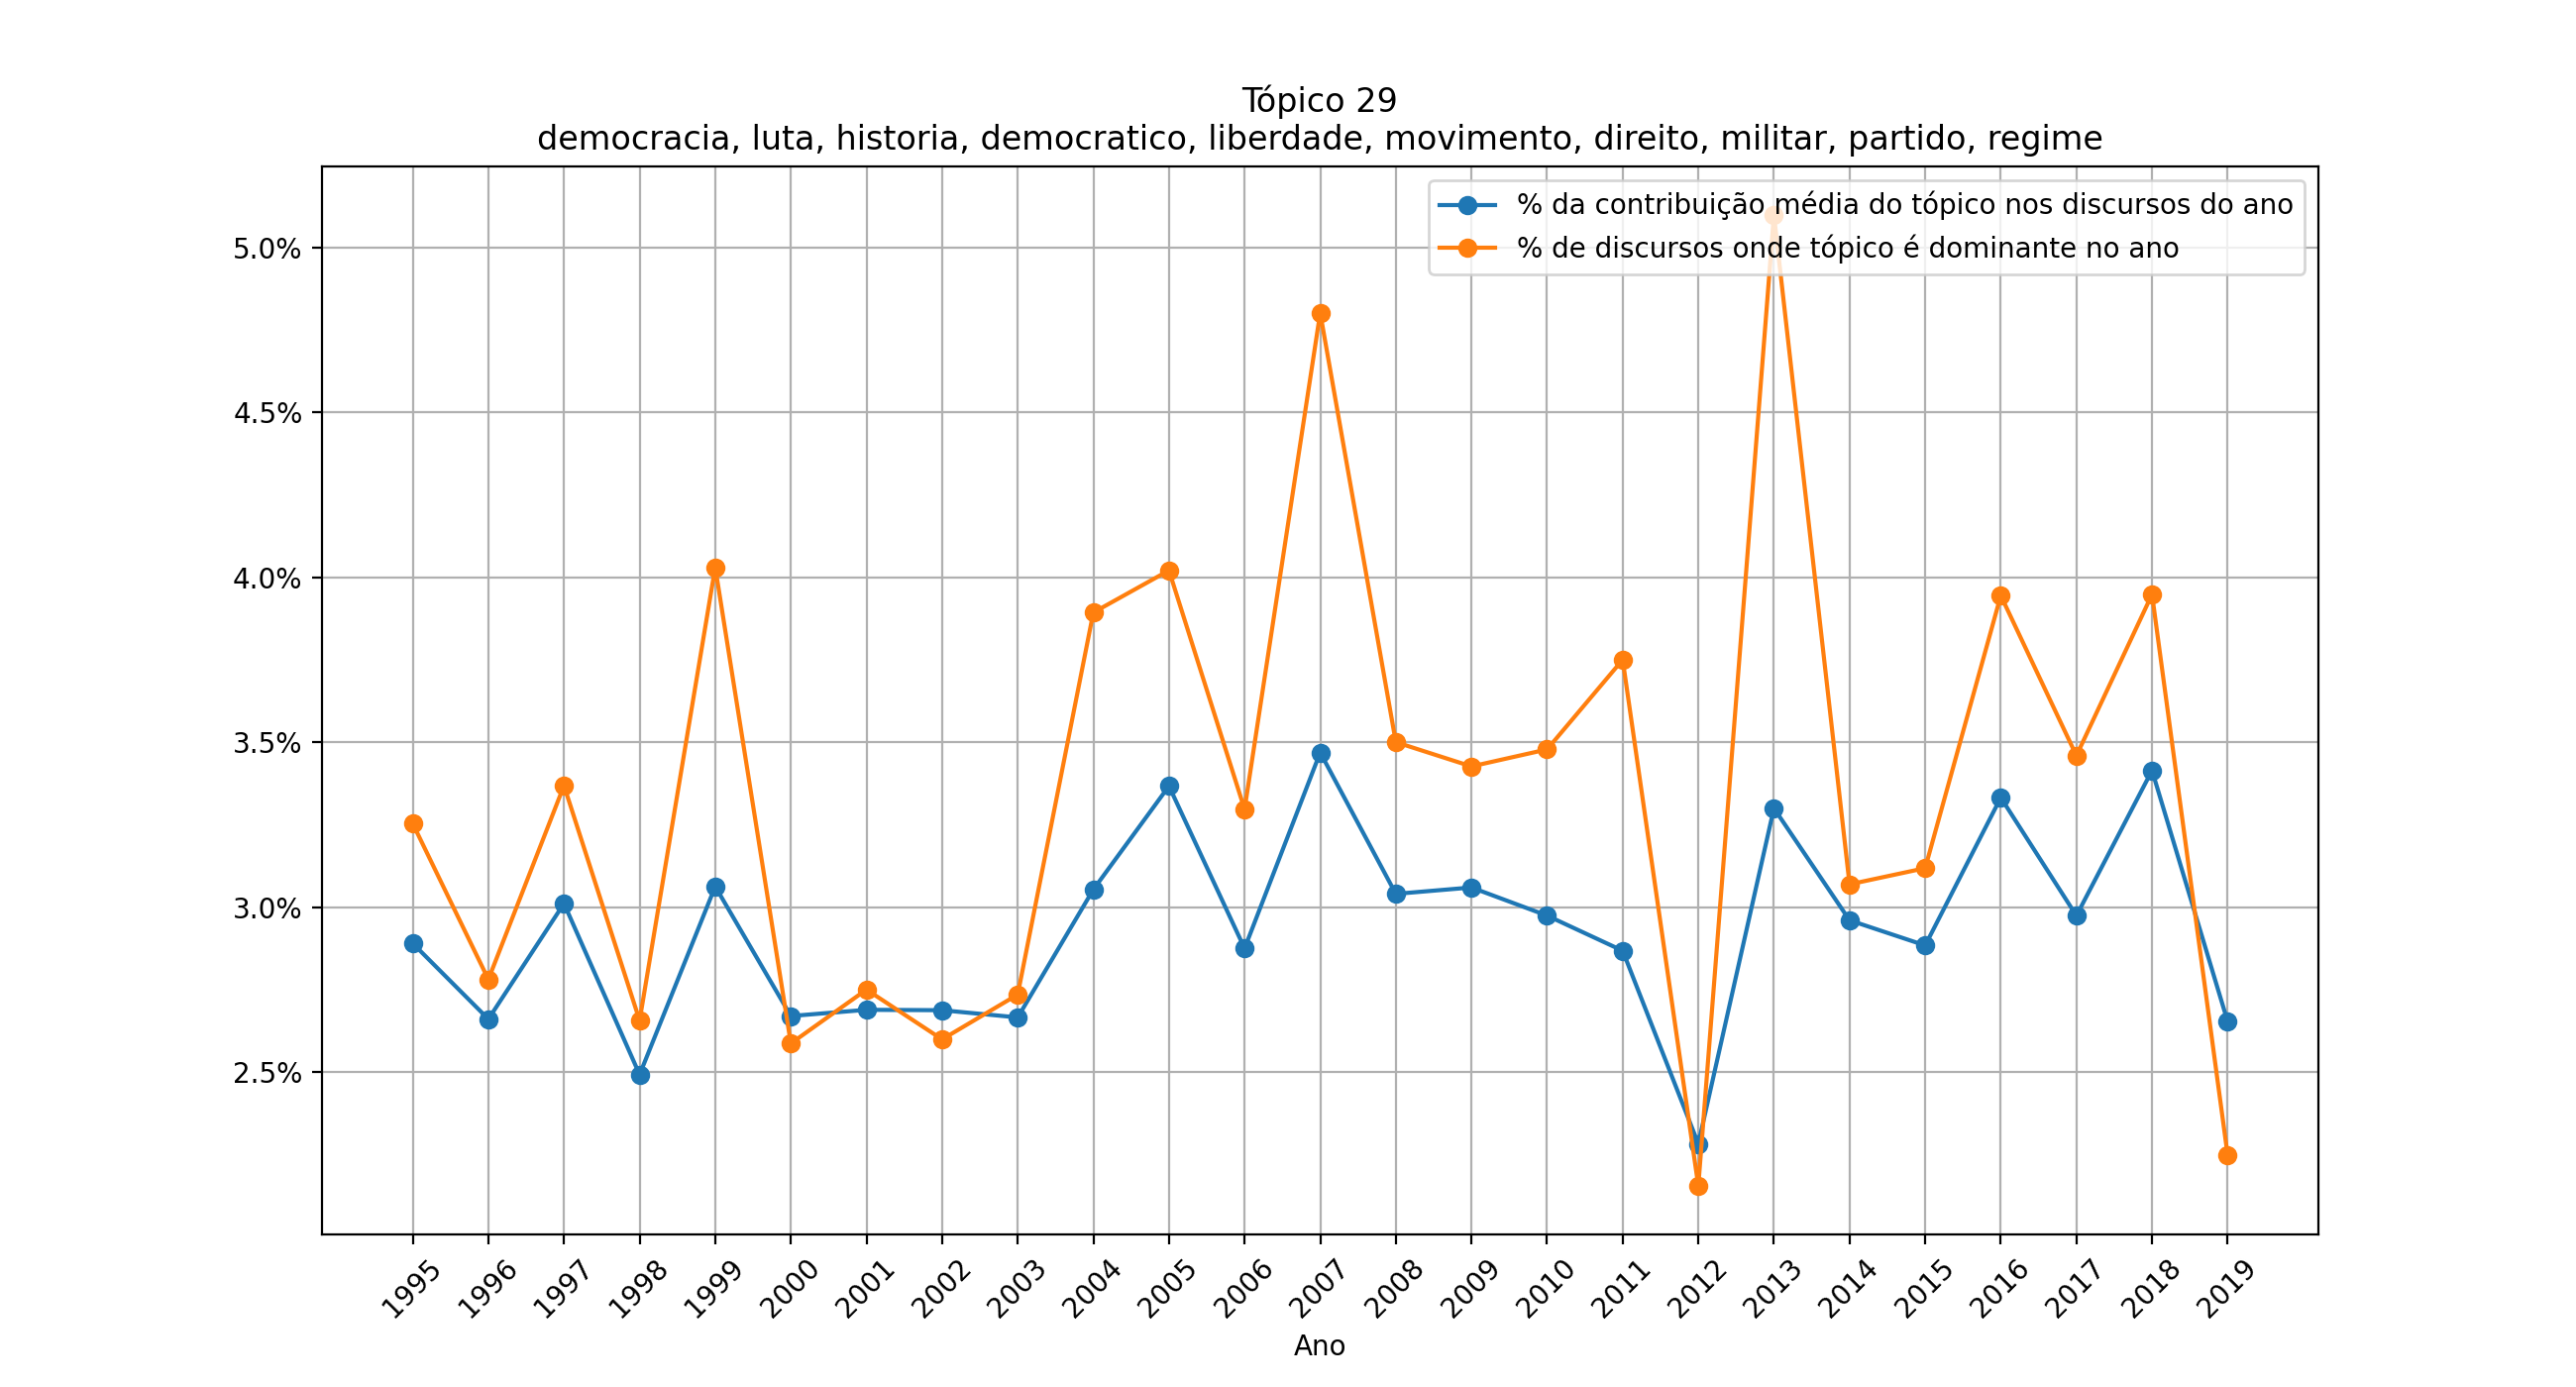 Tópico 29
democracia, luta, historia, democratico, liberdade, movimento, direito, militar, partido, regime
% da contribuição média do tópico nos discursos do ano
% de discursos onde tópico é dominante no ano
5.0%
4.5%
4.0%
3.5%
3.0%
2.5%
1995 1996 1997 1998 1999 2000 2001 2002 2003 2004 2005 2006 2007 2008 2009 2010 2011 2012 2013 2014 2015 2016 2017 2018 2019
Ano